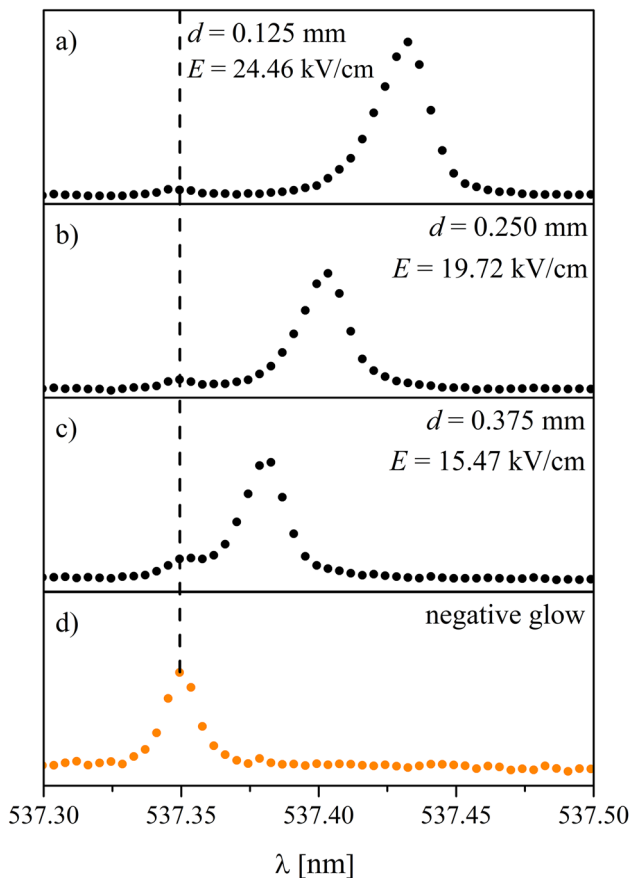 a)
d = 0.125 mm
E = 24.46 kV/cm
b)
d = 0.250 mm
E = 19.72 kV/cm
c)
d = 0.375 mm
E = 15.47 kV/cm
d)
negative glow
537.30 537.35 537.40 537.45 537.50
λ [nm]